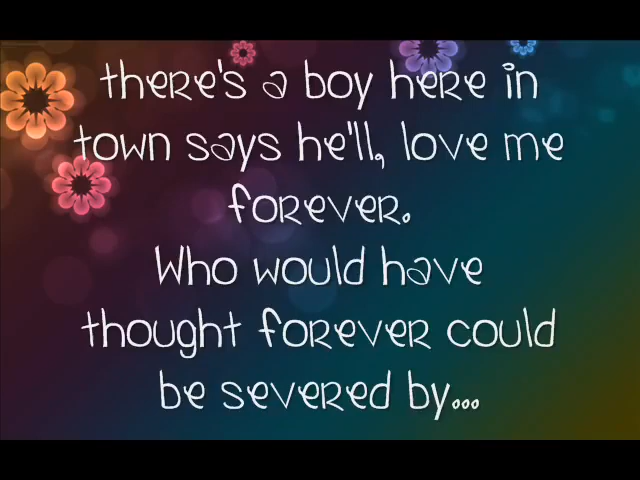 there's a boy here in
town says he'll, love me
forever.
Who would have
thought forever could
be severed by...